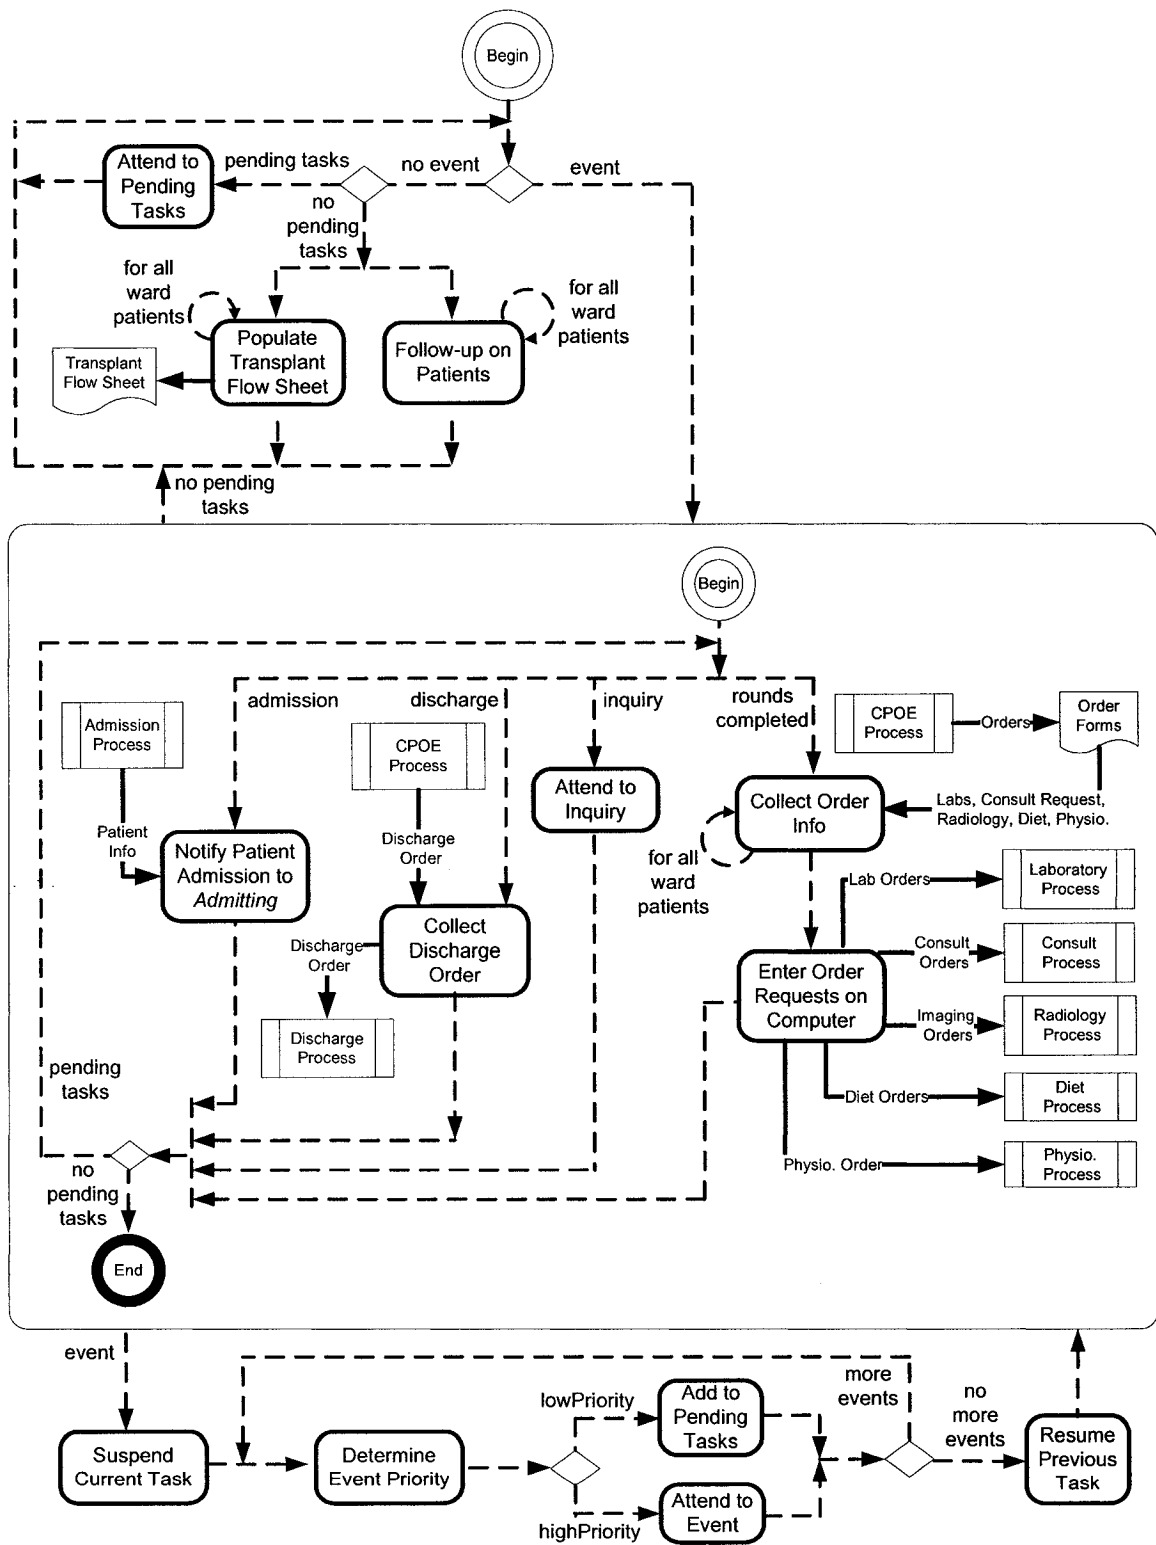 Begin
Attend to
Pending
Tasks
pending tasks
no event
event
no
pending
tasks
for all
ward
patients
for all
ward
patients
Transplant
Flow Sheet
Populate
Transplant
Flow Sheet
Follow-up on
Patients
no pending
tasks
Begin
admission
discharge
inquiry
rounds
completed
Admission
Process
CPOE
Process
CPOE
Process
Orders
Order
Forms
Attend to
Inquiry
Collect Order
Info
Labs, Consult Request,
Radiology, Diet, Physio.
Patient
Info
Notify Patient
Admission to
Admitting
Discharge
Order
for all
ward
patients
Lab Orders
Laboratory
Process
Collect
Discharge
Order
Discharge
Order
Discharge
Process
Enter Order
Requests on
Computer
Consult
Orders
Consult
Process
Imaging
Orders
Radiology
Process
Diet Orders
Diet
Process
Physio. Order
Physio.
Process
pending
tasks
no
pending
tasks
End
event
Suspend
Current Task
Determine
Event Priority
lowPriority
Add to
Pending
Tasks
highPriority
Attend to
Event
more
events
no
more
events
Resume
Previous
Task